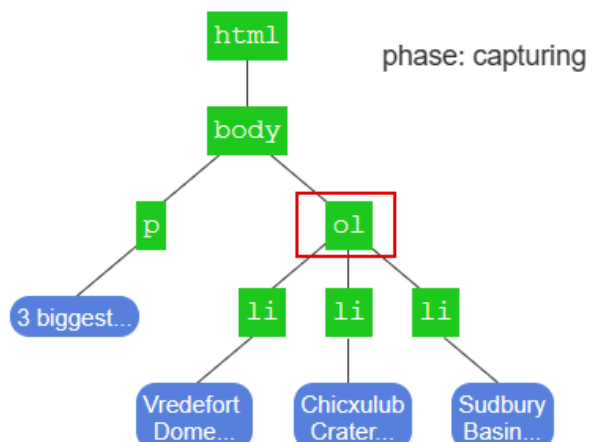 html
phase: capturing
body
p
ol
3 biggest...
li
li
li
Vredefort
Dome...
Chicxulub
Crater...
Sudbury
Basin...